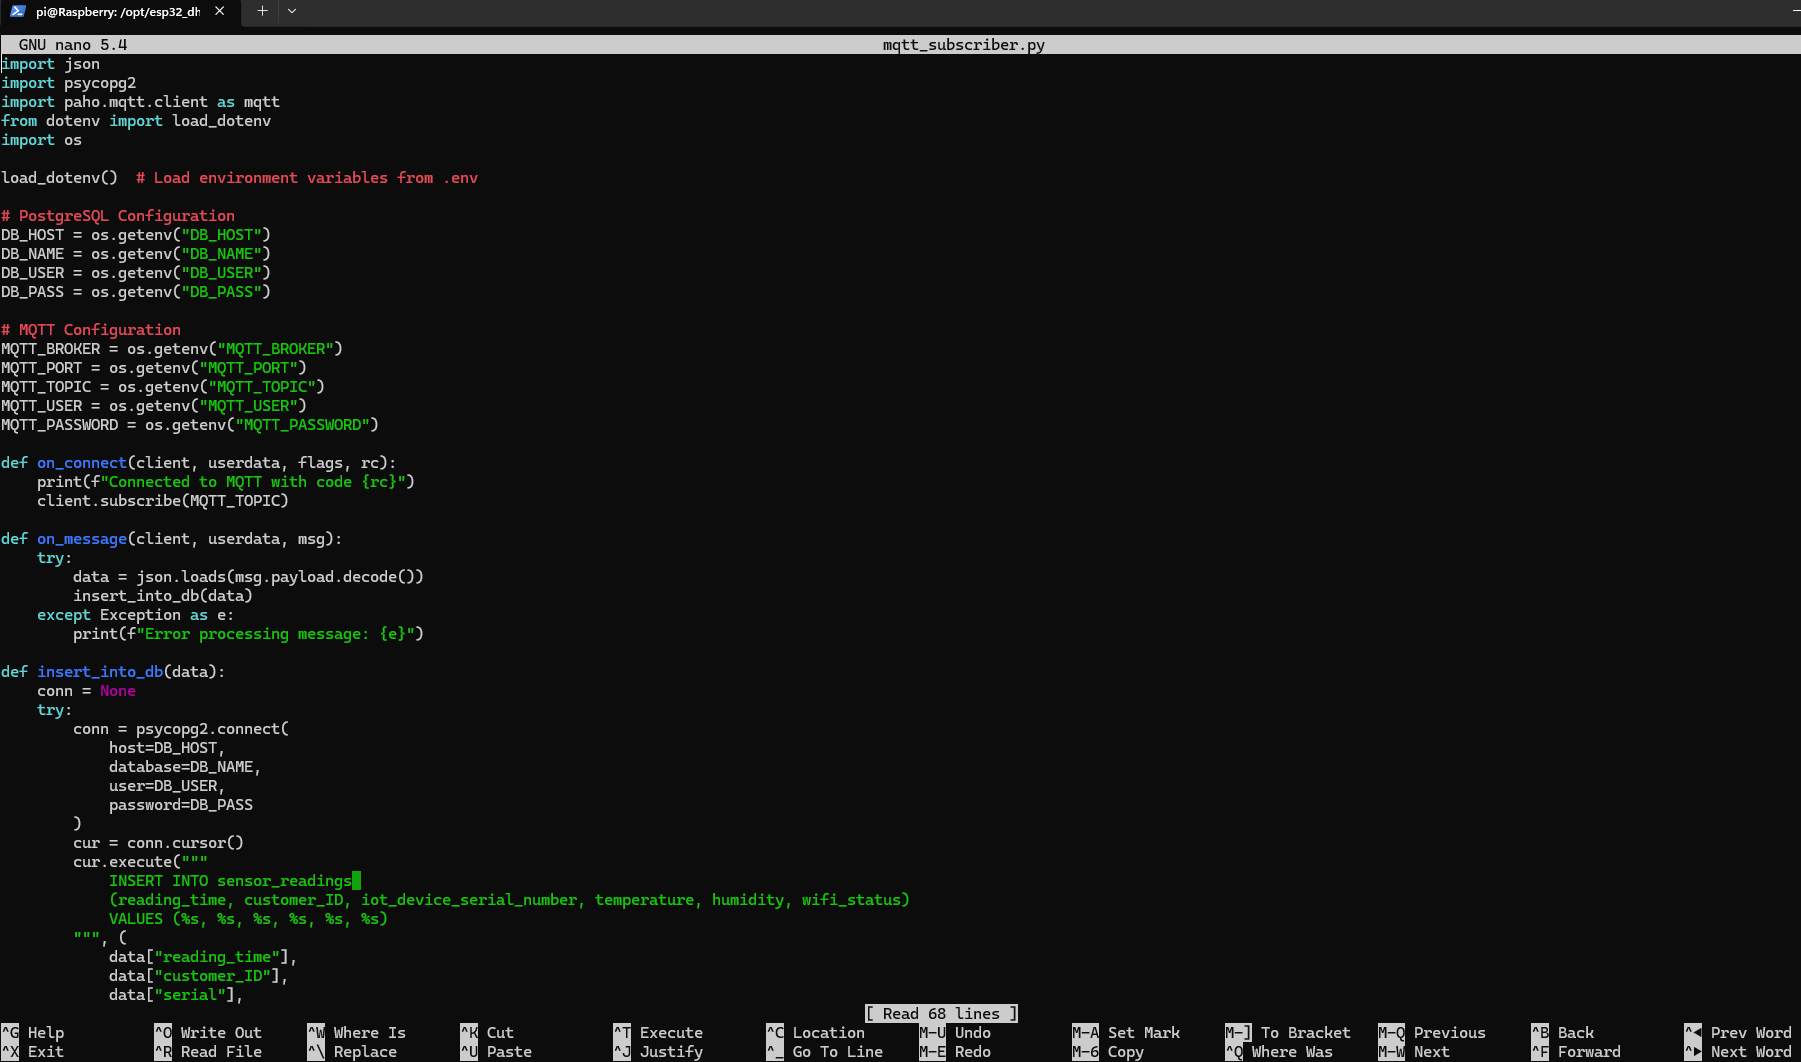 pi@Raspberry: /opt/esp32_dh
GNU nano 5.4 mqtt_subscriber.py
import json
import psycopg2
import paho.mqtt.client as mqtt
from dotenv import load_dotenv
import os
load_dotenv()  # Load environment variables from .env
# PostgreSQL Configuration
DB_HOST = os.getenv("DB_HOST")
DB_NAME = os.getenv("DB_NAME")
DB_USER = os.getenv("DB_USER")
DB_PASS = os.getenv("DB_PASS")
# MQTT Configuration
MQTT_BROKER = os.getenv("MQTT_BROKER")
MQTT_PORT = os.getenv("MQTT_PORT")
MQTT_TOPIC = os.getenv("MQTT_TOPIC")
MQTT_USER = os.getenv("MQTT_USER")
MQTT_PASSWORD = os.getenv("MQTT_PASSWORD")
def on_connect(client, userdata, flags, rc):
    print(f"Connected to MQTT with code {rc}")
    client.subscribe(MQTT_TOPIC)
def on_message(client, userdata, msg):
    try:
        data = json.loads(msg.payload.decode())
        insert_into_db(data)
    except Exception as e:
        print(f"Error processing message: {e}")
def insert_into_db(data):
    conn = None
    try:
        conn = psycopg2.connect(
            host=DB_HOST,
            database=DB_NAME,
            user=DB_USER,
            password=DB_PASS
        )
        cur = conn.cursor()
        cur.execute("""
            INSERT INTO sensor_readings
            (reading_time, customer_ID, iot_device_serial_number, temperature, humidity, wifi_status)
            VALUES (%s, %s, %s, %s, %s, %s)
        """, (
            data["reading_time"],
            data["customer_ID"],
            data["serial"],
[ Read 68 lines ]
^G Help ^O Write Out ^W Where Is ^K Cut ^T Execute ^C Location M-U Undo M-A Set Mark M-] To Bracket M-Q Previous ^B Back ^◂ Prev Word
^X Exit ^R Read File ^\ Replace ^U Paste ^J Justify ^_ Go To Line M-E Redo M-6 Copy ^Q Where Was M-W Next ^F Forward ^▸ Next Word